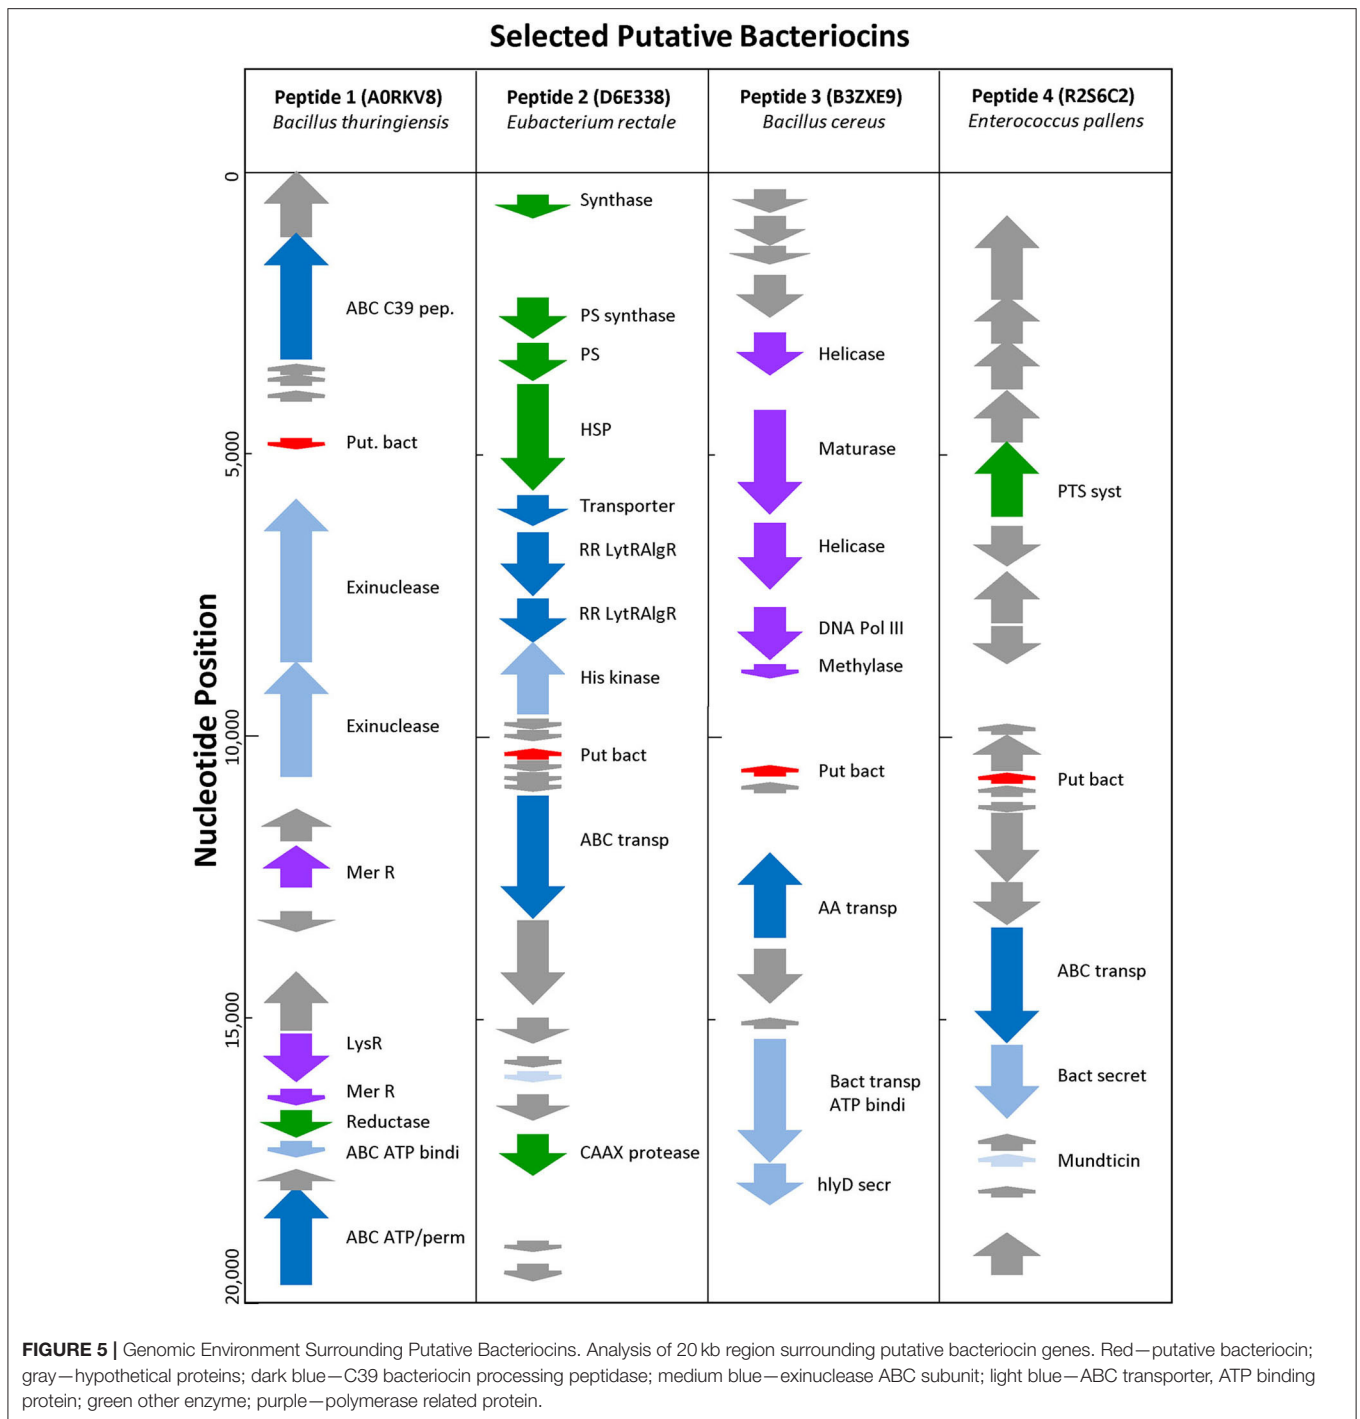 Selected Putative Bacteriocins
Peptide 1 (A0RKV8)
Bacillus thuringiensis
Peptide 2 (D6E338)
Eubacterium rectale
Peptide 3 (B3ZXE9)
Bacillus cereus
Peptide 4 (R2S6C2)
Enterococcus pallens
Nucleotide Position
0
5,000
10,000
15,000
20,000
ABC C39 pep.
Put. bact
Exinuclease
Exinuclease
Mer R
LysR
Mer R
Reductase
ABC ATP bindi
ABC ATP/perm
Synthase
PS synthase
PS
HSP
Transporter
RR LytRAlgR
RR LytRAlgR
His kinase
Put bact
ABC transp
CAAX protease
Helicase
Maturase
Helicase
DNA Pol III
Methylase
Put bact
AA transp
Bact transp
ATP bindi
hlyD secr
PTS syst
Put bact
ABC transp
Bact secret
Mundticin
FIGURE 5 | Genomic Environment Surrounding Putative Bacteriocins. Analysis of 20 kb region surrounding putative bacteriocin genes. Red—putative bacteriocin;
gray—hypothetical proteins; dark blue—C39 bacteriocin processing peptidase; medium blue—exinuclease ABC subunit; light blue—ABC transporter, ATP binding
protein; green other enzyme; purple—polymerase related protein.